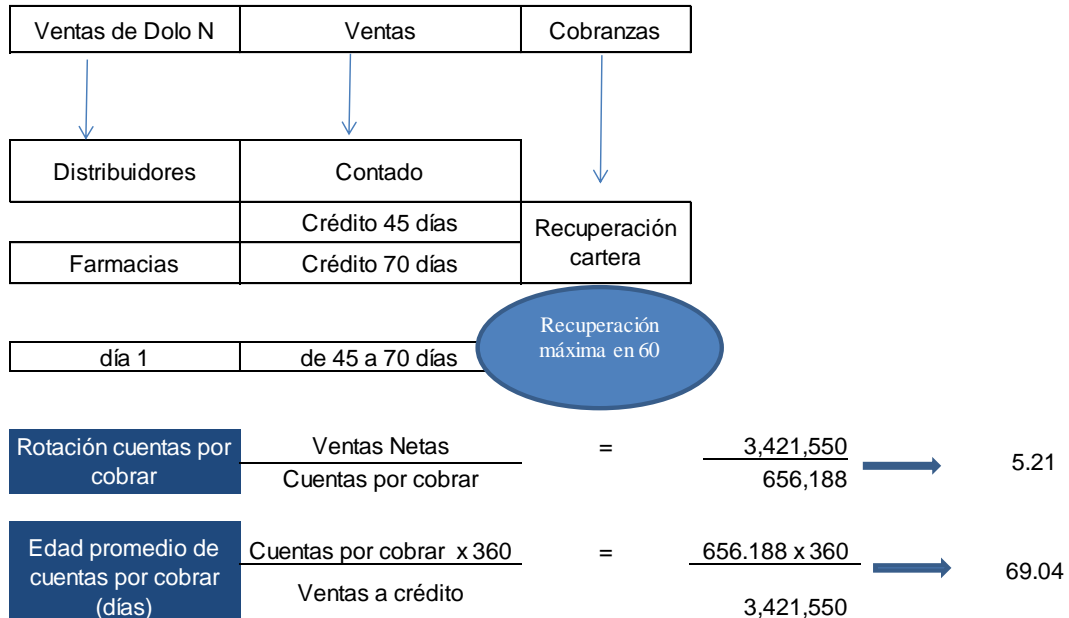 Ventas de Dolo N Ventas Cobranzas
Distribuidores Contado
Crédito 45 días
Recuperación
cartera
Farmacias Crédito 70 días
Recuperación
máxima en 60
día 1 de 45 a 70 días
Rotación cuentas por
cobrar
Ventas Netas = 3,421,550
Cuentas por cobrar 656,188
5.21
Edad promedio de
cuentas por cobrar
(días)
Cuentas por cobrar x 360 = 656.188 x 360
Ventas a crédito 3,421,550
69.04